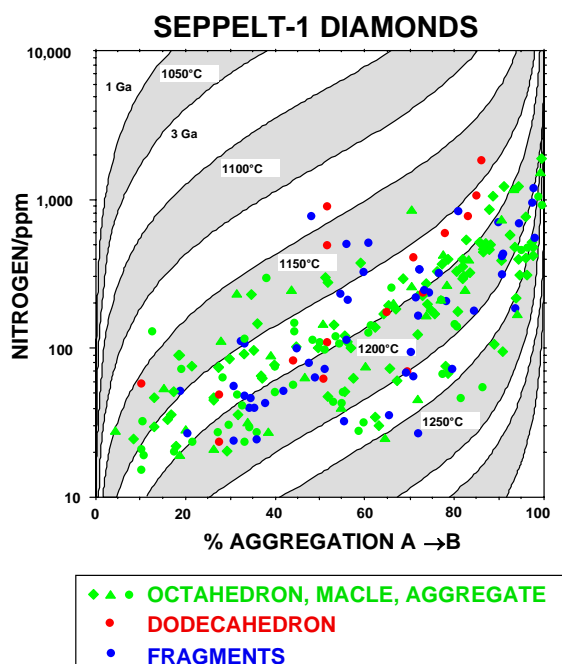 SEPPELT-1 DIAMONDS
10,000
1 Ga
1050°C
3 Ga
1100°C
1,000
1150°C
NITROGEN/ppm
100
1200°C
1250°C
10
0 20 40 60 80 100
% AGGREGATION A →B
OCTAHEDRON, MACLE, AGGREGATE
DODECAHEDRON
FRAGMENTS